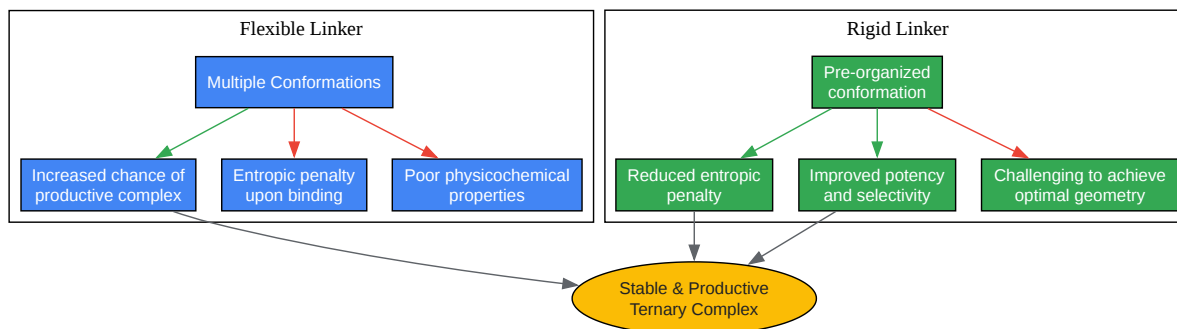 Flexible Linker
Multiple Conformations
Increased chance of
productive complex
Entropic penalty
upon binding
Poor physicochemical
properties
Rigid Linker
Pre-organized
conformation
Reduced entropic
penalty
Improved potency
and selectivity
Challenging to achieve
optimal geometry
Stable & Productive
Ternary Complex